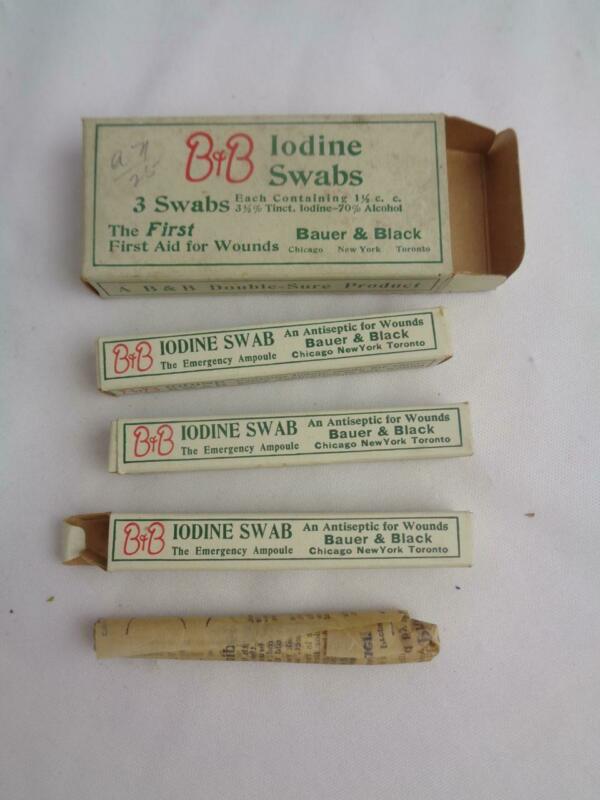 B&B Iodine Swabs
3 Swabs Each Containing 1½ c. c.
3½% Tinct. Iodine-70% Alcohol
The First
First Aid for Wounds
Bauer & Black
Chicago New York Toronto
A B & B Double-Sure Product
B&B IODINE SWAB An Antiseptic for Wounds
The Emergency Ampoule Bauer & Black
Chicago New York Toronto
B&B IODINE SWAB An Antiseptic for Wounds
The Emergency Ampoule Bauer & Black
Chicago New York Toronto
B&B IODINE SWAB An Antiseptic for Wounds
The Emergency Ampoule Bauer & Black
Chicago New York Toronto